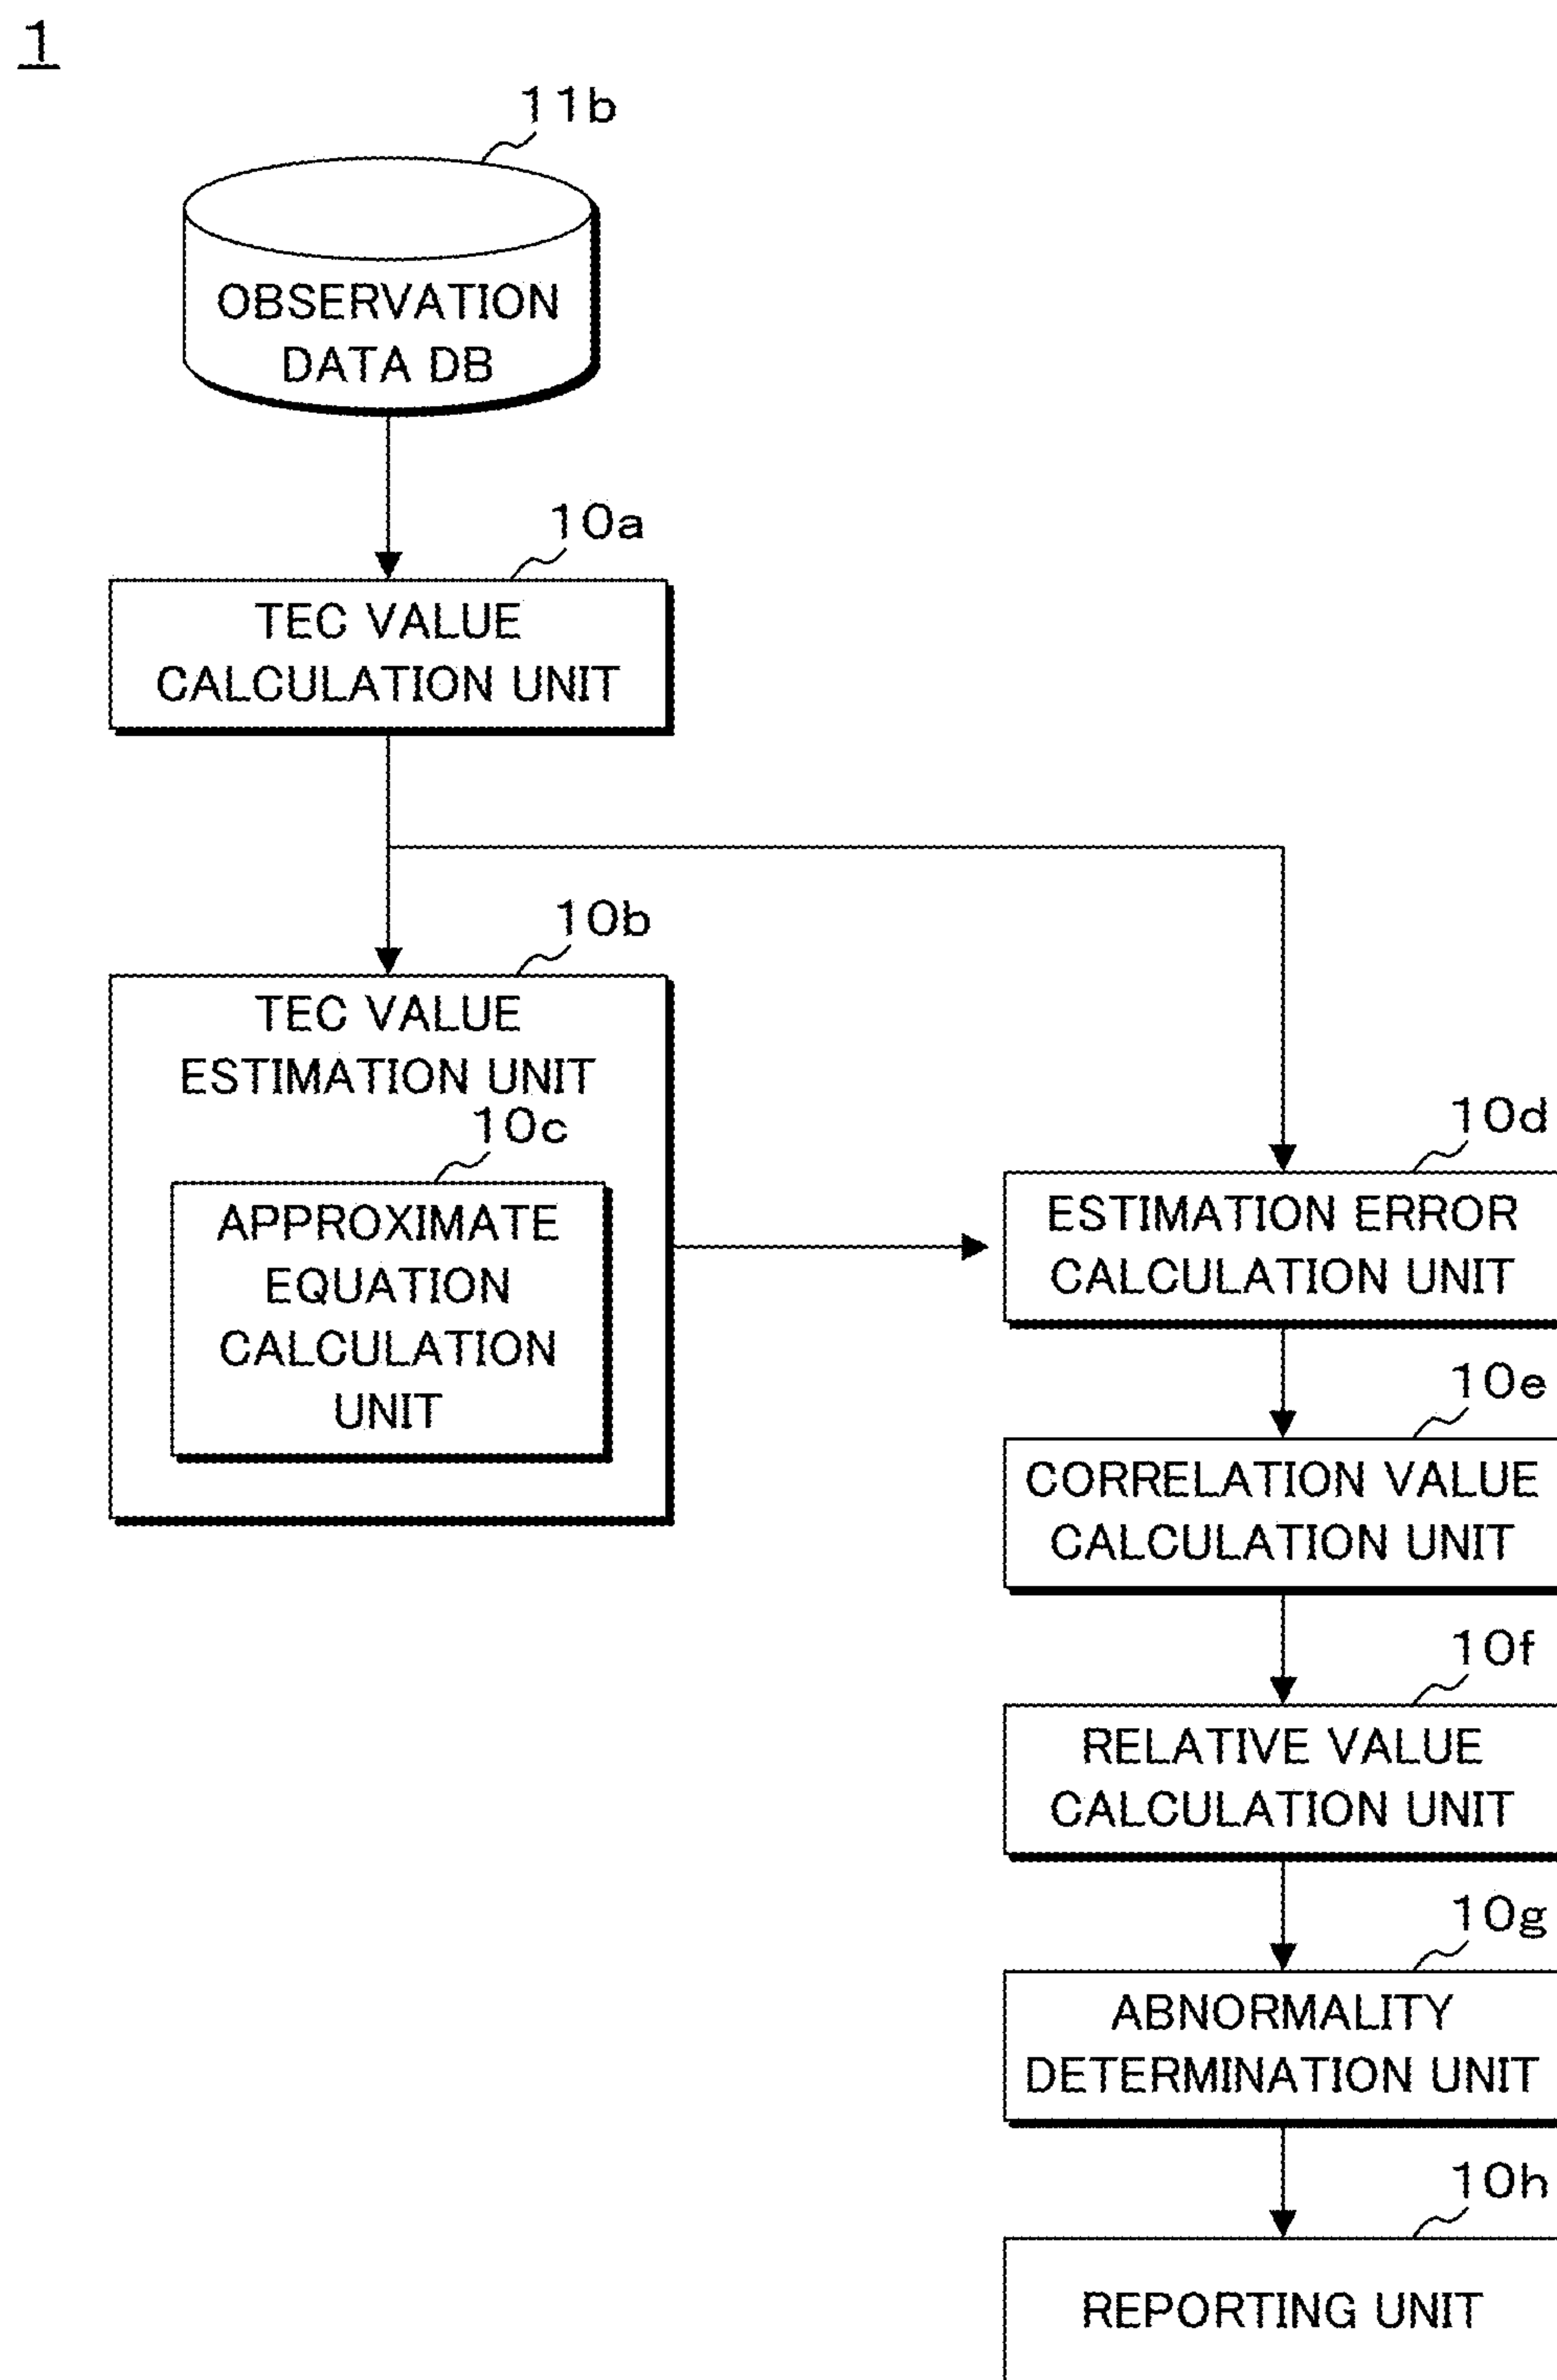 1
11b
OBSERVATION
DATA DB
10a
TEC VALUE
CALCULATION UNIT
10b
TEC VALUE
ESTIMATION UNIT
10c
APPROXIMATE
EQUATION
CALCULATION
UNIT
10d
ESTIMATION ERROR
CALCULATION UNIT
10e
CORRELATION VALUE
CALCULATION UNIT
10f
RELATIVE VALUE
CALCULATION UNIT
10g
ABNORMALITY
DETERMINATION UNIT
10h
REPORTING UNIT